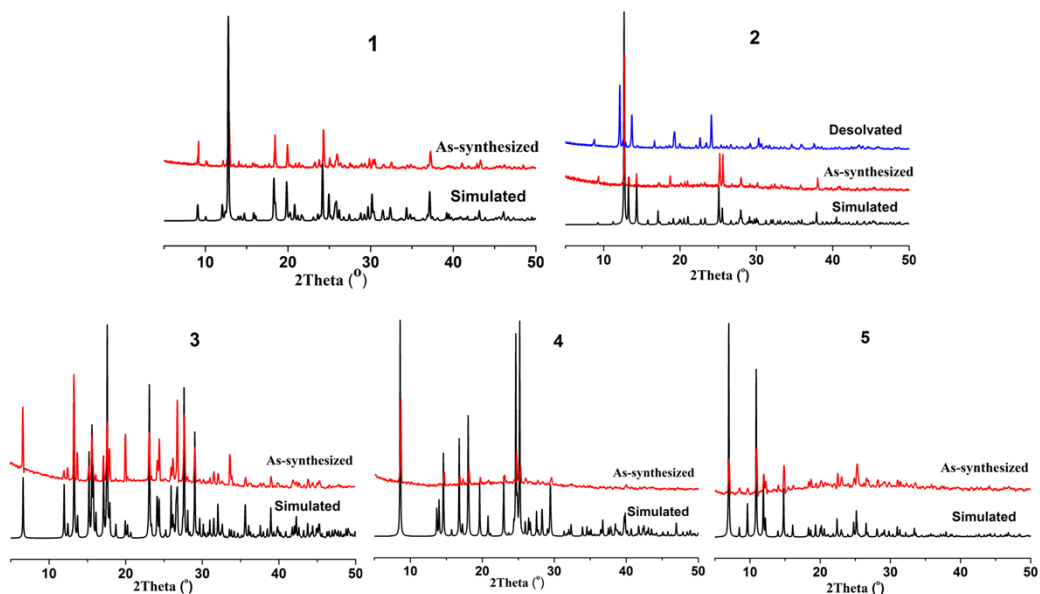 1
As-synthesized
Simulated
10 20 30 40 50
2Theta (°)
2
Desolvated
As-synthesized
Simulated
10 20 30 40 50
2Theta (°)
3
As-synthesized
Simulated
10 20 30 40 50
2Theta (°)
4
As-synthesized
Simulated
10 20 30 40 50
2Theta (°)
5
As-synthesized
Simulated
10 20 30 40 50
2Theta (°)